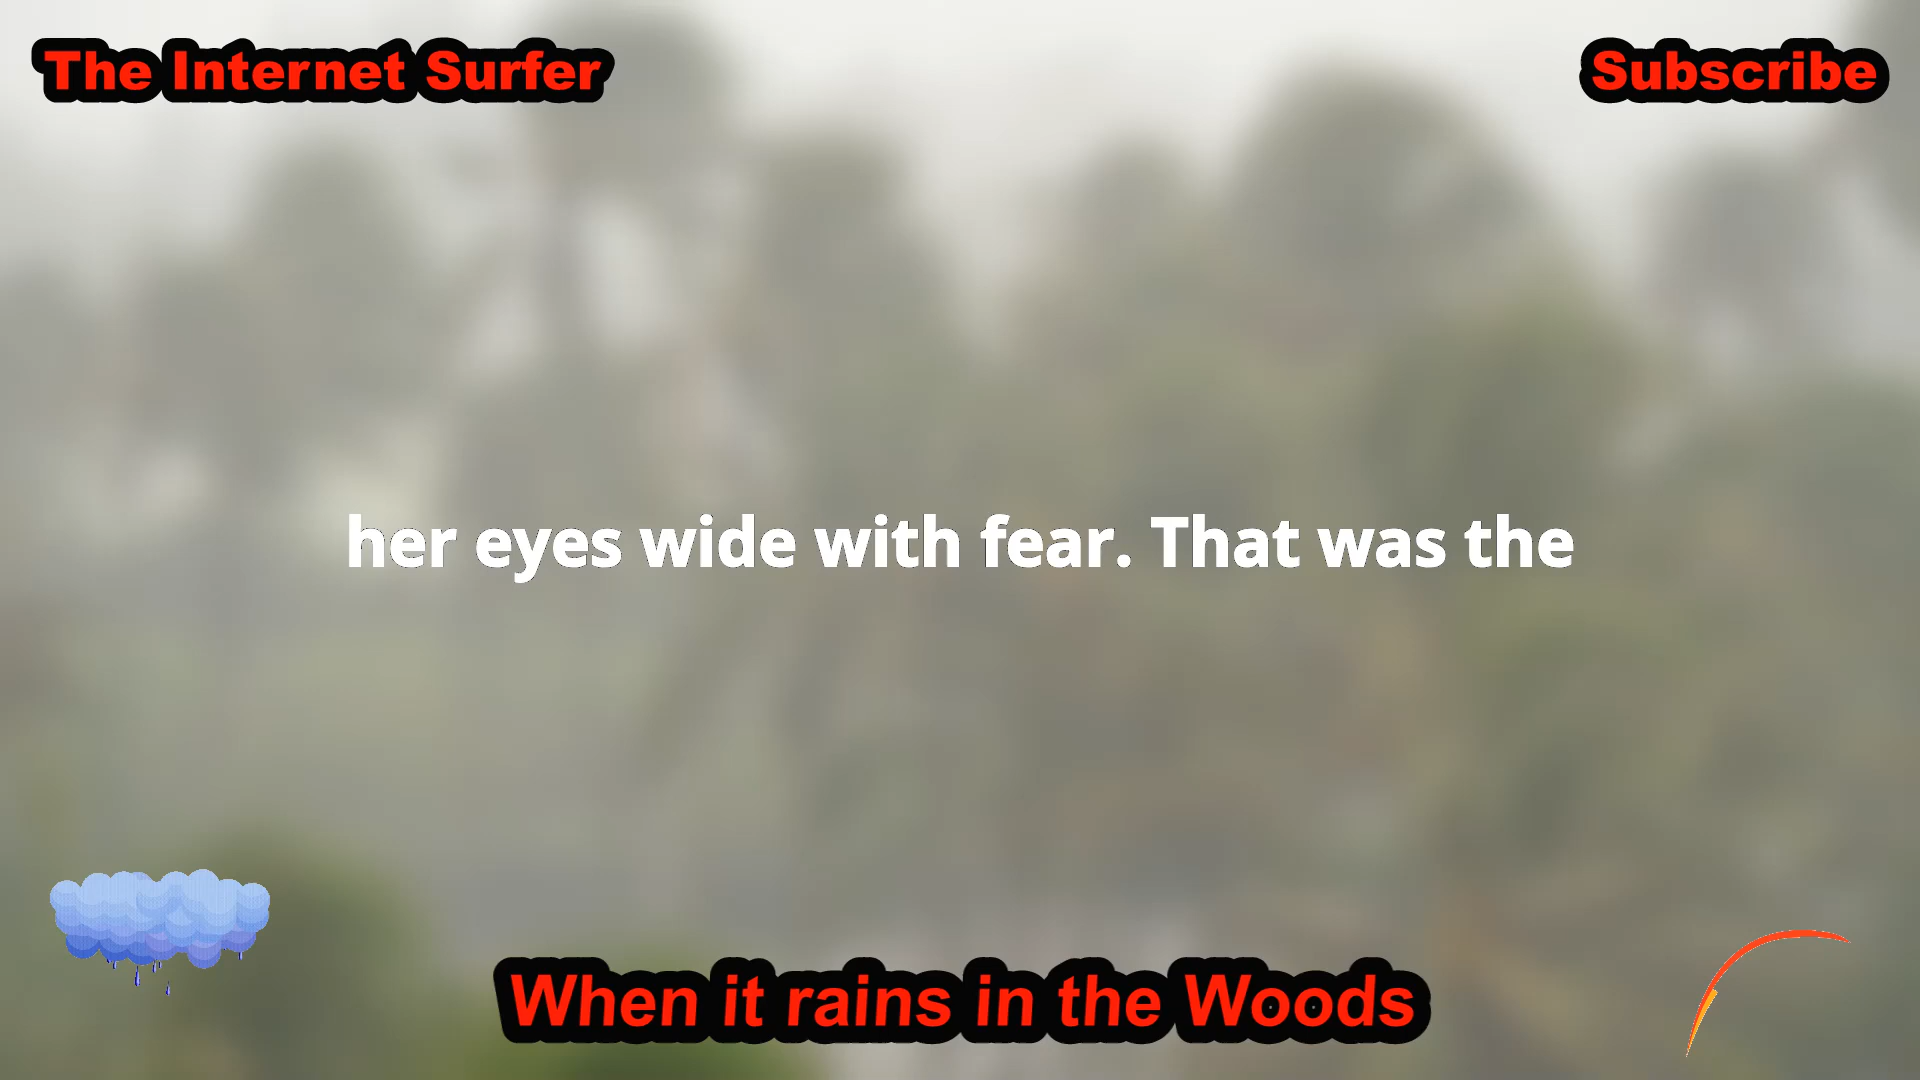 The Internet Surfer
Subscribe
her eyes wide with fear. That was the
When it rains in the Woods